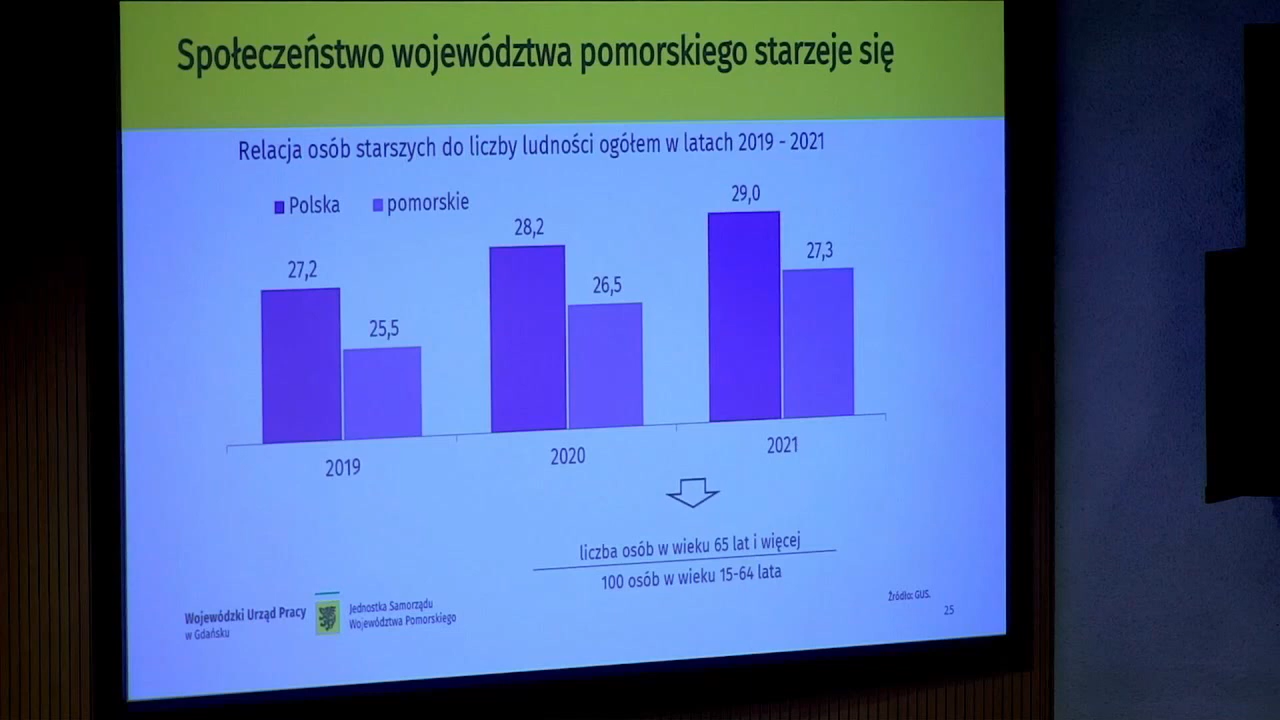 Społeczeństwo województwa pomorskiego starzeje się
Relacja osób starszych do liczby ludności ogółem w latach 2019 - 2021
Polska pomorskie
27,2
25,5
28,2
26,5
29,0
27,3
2019
2020
2021
liczba osób w wieku 65 lat i więcej
100 osób w wieku 15-64 lata
Wojewódzki Urząd Pracy
w Gdańsku
Jednostka Samorządu
Województwa Pomorskiego
Źródło: GUS.
25